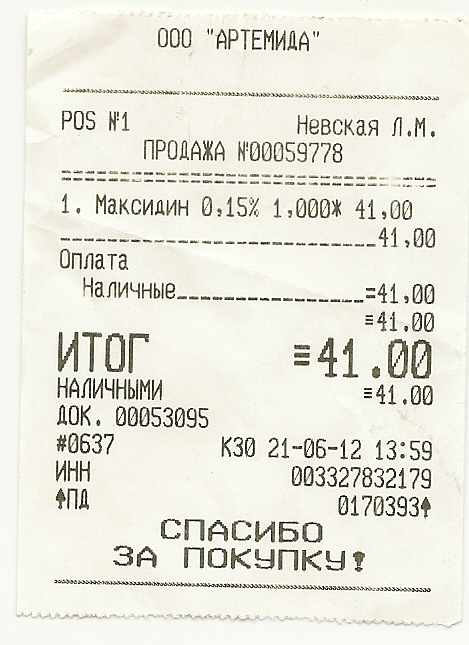 ООО "АРТЕМИДА"
POS №1 Невская Л.М.
ПРОДАЖА №00059778
1. Максидин 0,15% 1,000* 41,00
41,00
Оплата
Наличные =41,00
≡41.00
ИТОГ ≡41.00
НАЛИЧНЫМИ ≡41.00
ДОК. 00053095
#0637 К30 21-06-12 13:59
ИНН 003327832179
ПД 0170393
СПАСИБО
ЗА ПОКУПКУ!